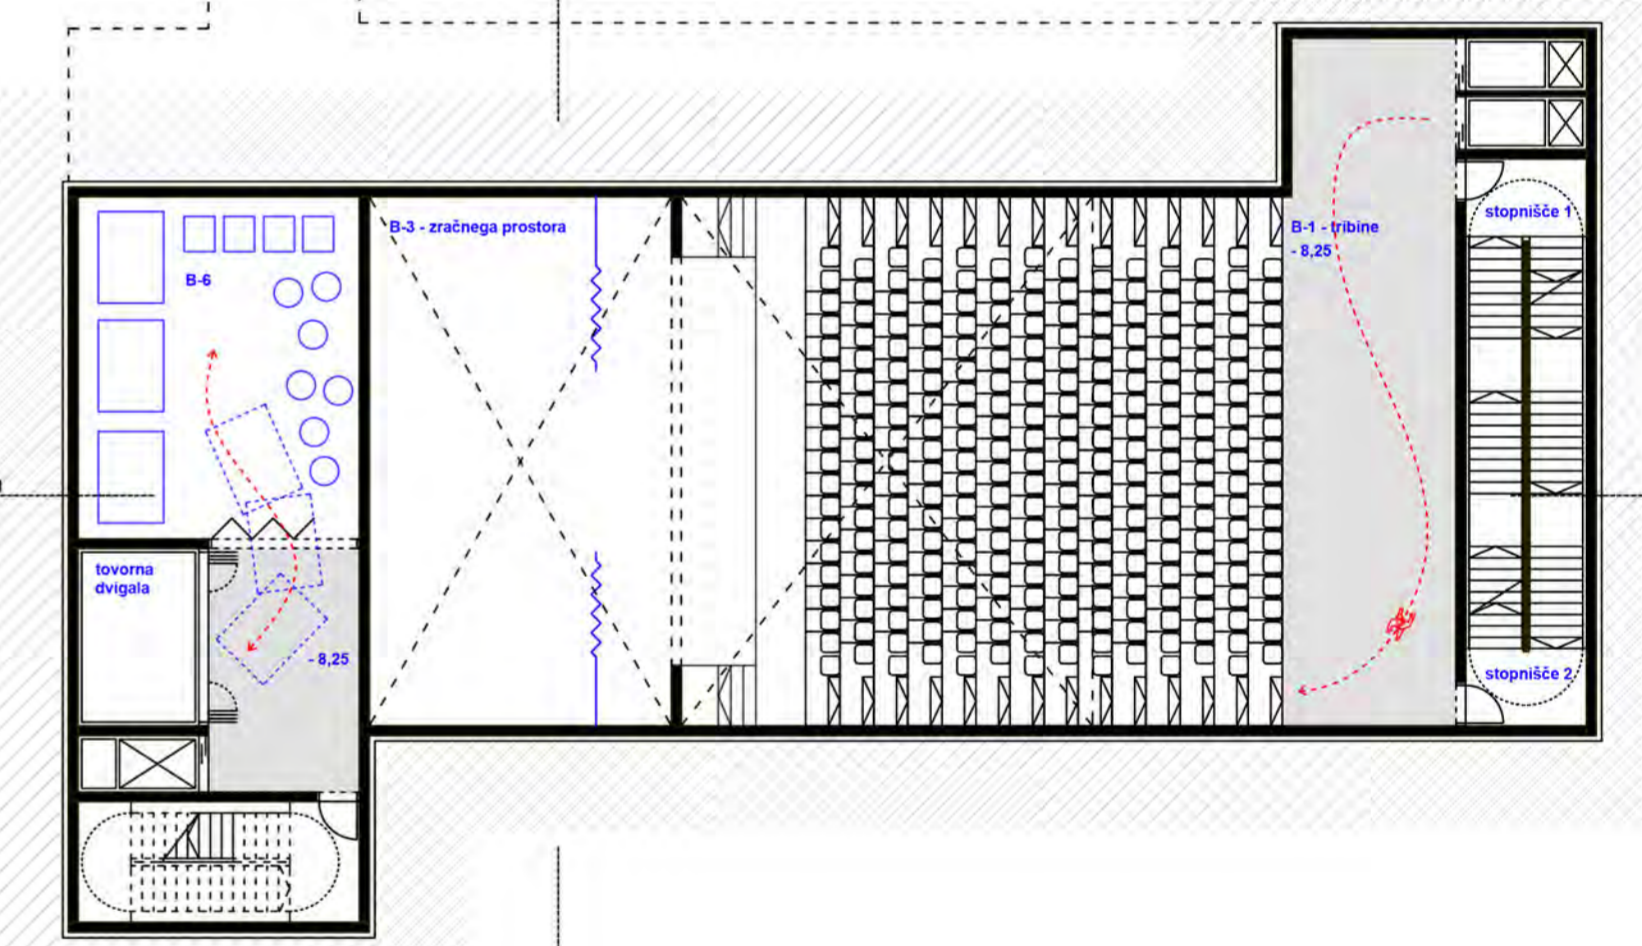 B-3 - zračnega prostora
B-1 - tribine
- 8,25
stopnišče 1
B-6
tovorna
dvigala
- 8,25
stopnišče 2